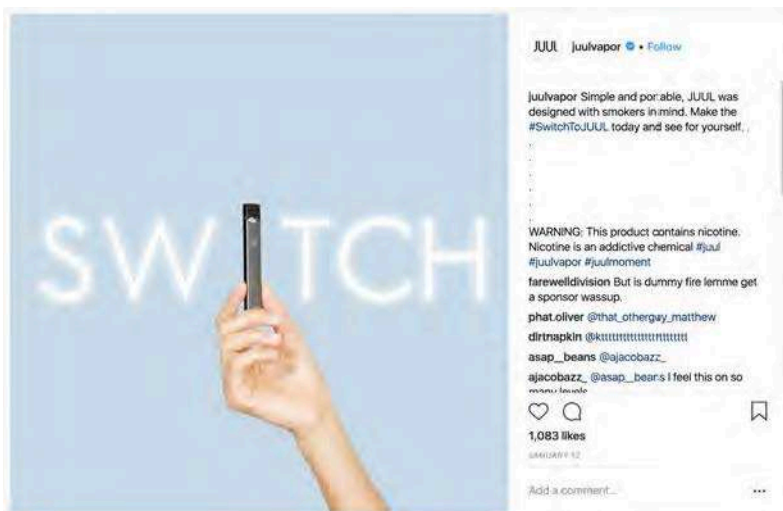 SW TCH
JUUL juulvapor • Follow
juulvapor Simple and portable, JUUL was
designed with smokers in mind. Make the
#SwitchToJUUL today and see for yourself. .
.
.
.
.
.
.
WARNING: This product contains nicotine.
Nicotine is an addictive chemical #juul
#juulvapor #juulmoment
farewelldivision But is dummy fire lemme get
a sponsor wassup.
phat.oliver @that_otherguy_matthew
dirtnapkin
asap__beans @ajacobazz_
ajacobazz_ @asap__beans I feel this on so
many levels
1,083 likes
JANUARY 12
Add a comment...